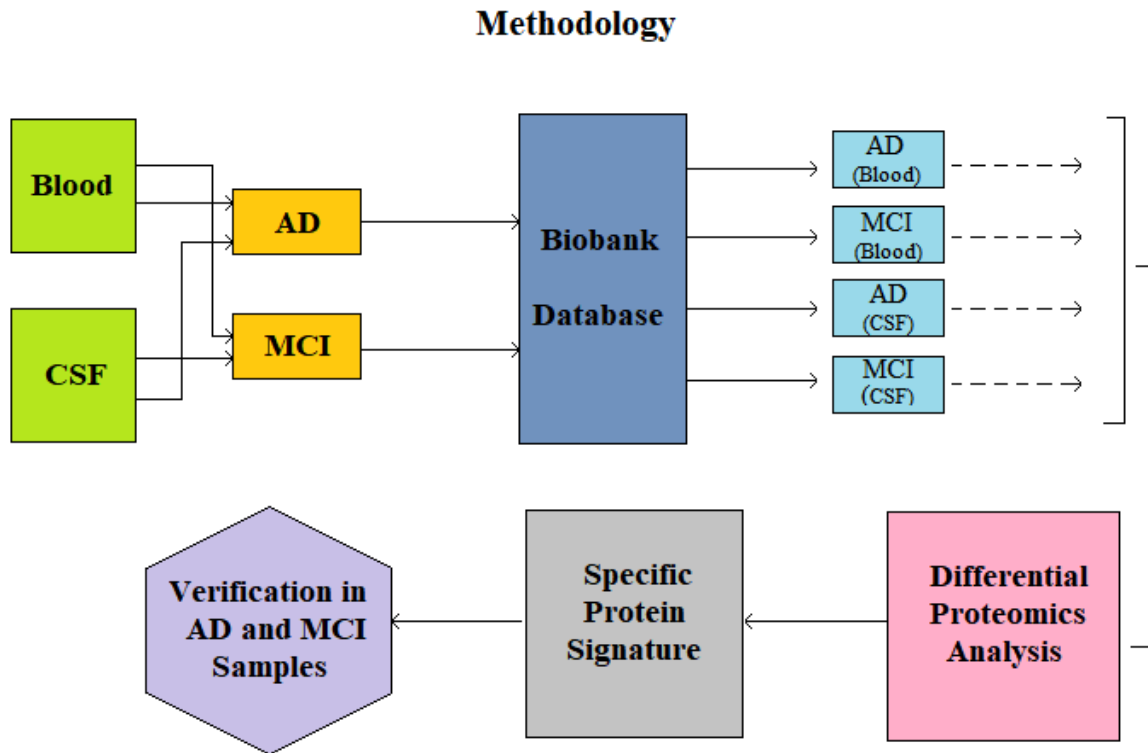 Methodology
Blood
CSF
AD
MCI
Biobank
Database
AD
(Blood)
MCI
(Blood)
AD
(CSF)
MCI
(CSF)
Differential
Proteomics
Analysis
Specific
Protein
Signature
Verification in
AD and MCI
Samples